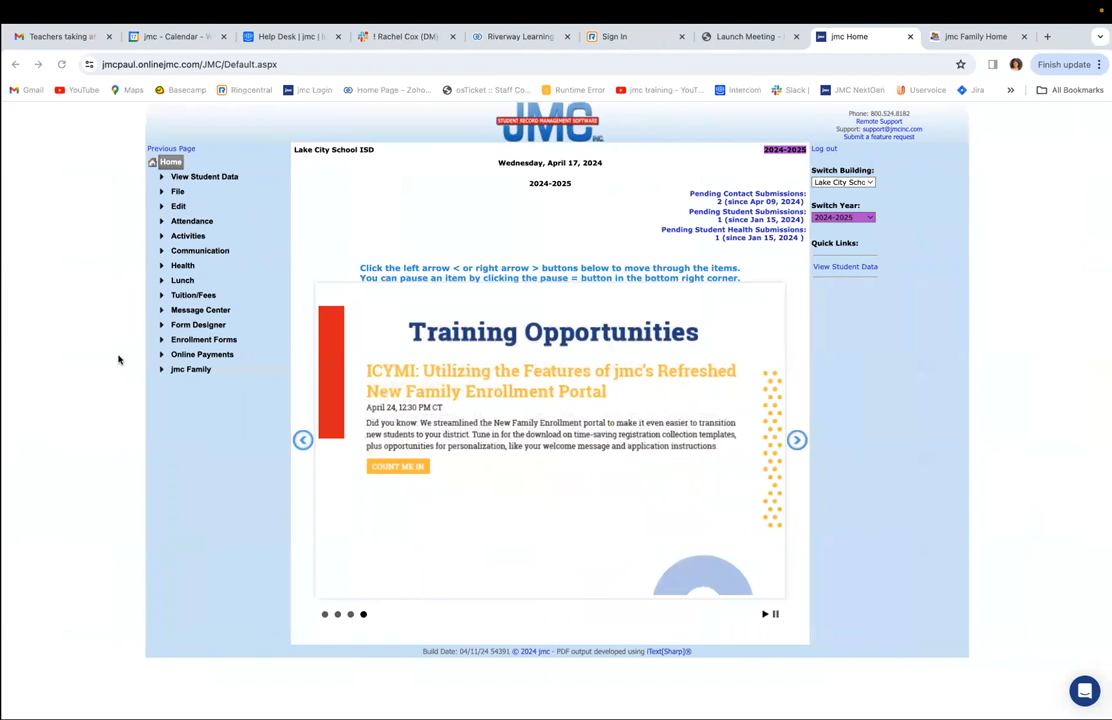 Teachers taking at
jmc - Calendar - W
Help Desk | jmc | I
! Rachel Cox (DM)
Riverway Learning
Sign In
Launch Meeting -
jmc Home
jmc Family Home
jmcpaul.onlinejmc.com/JMC/Default.aspx
Finish update
Gmail
YouTube
Maps
Basecamp
Ringcentral
jmc Login
Home Page - Zoho...
osTicket :: Staff Co...
Runtime Error
jmc training - YouT...
Intercom
Slack |
JMC NextGen
Uservoice
Jira
All Bookmarks
STUDENT RECORD MANAGEMENT SOFTWARE
JMC INC.
Phone: 800.524.8182
Remote Support
Support: support@jmcinc.com
Submit a feature request
Previous Page
Home
View Student Data
File
Edit
Attendance
Activities
Communication
Health
Lunch
Tuition/Fees
Message Center
Form Designer
Enrollment Forms
Online Payments
jmc Family
Lake City School ISD
2024-2025
Wednesday, April 17, 2024
2024-2025
Pending Contact Submissions:
2 (since Apr 09, 2024)
Pending Student Submissions:
1 (since Jan 15, 2024)
Pending Student Health Submissions:
1 (since Jan 15, 2024 )
Click the left arrow < or right arrow > buttons below to move through the items.
You can pause an item by clicking the pause = button in the bottom right corner.
Training Opportunities
ICYMI: Utilizing the Features of jmc's Refreshed
New Family Enrollment Portal
April 24, 12:30 PM CT
Did you know: We streamlined the New Family Enrollment portal to make it even easier to transition
new students to your district. Tune in for the download on time-saving registration collection templates,
plus opportunities for personalization, like your welcome message and application instructions.
COUNT ME IN
Log out
Switch Building:
Lake City Scho
Switch Year:
2024-2025
Quick Links:
View Student Data
Build Date: 04/11/24 54391 © 2024 jmc - PDF output developed using iText[Sharp]®